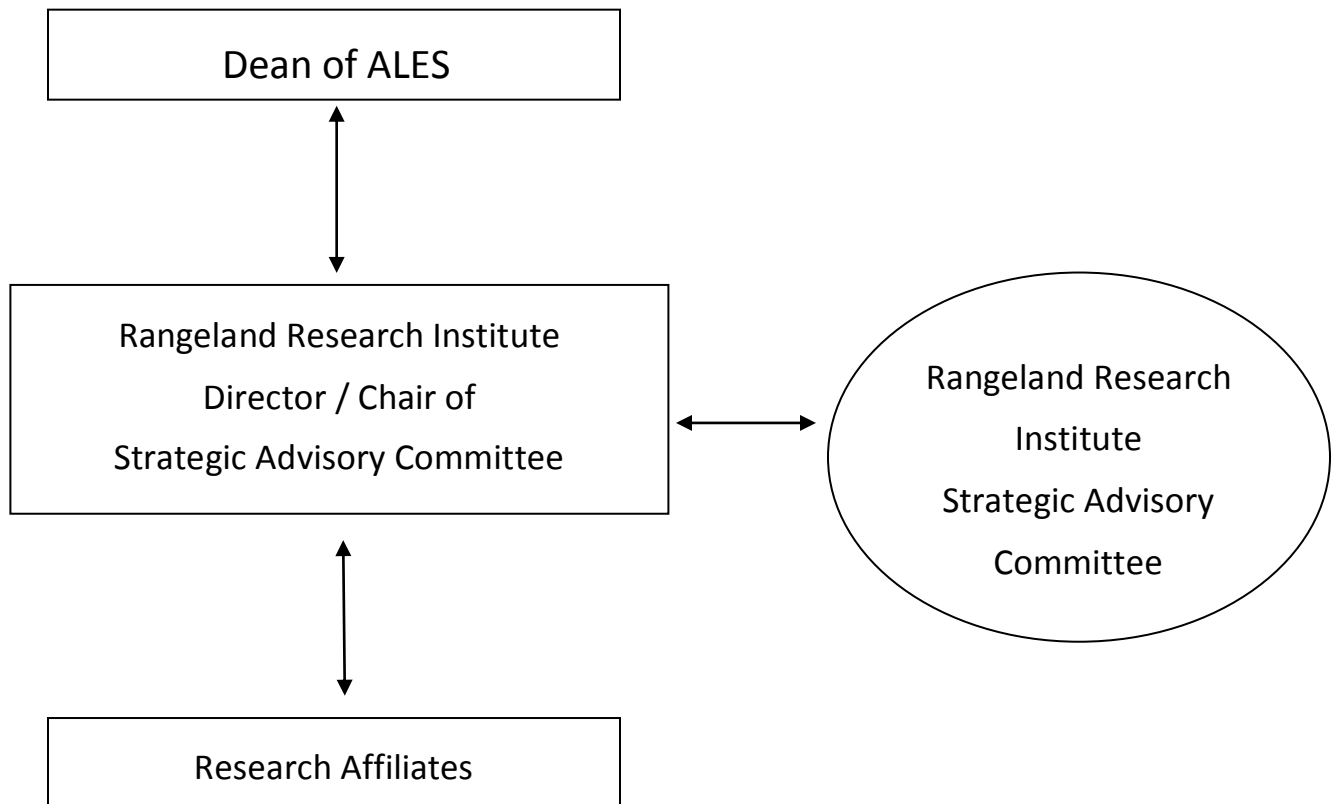 Dean of ALES
Rangeland Research Institute
Director / Chair of
Strategic Advisory Committee
Rangeland Research
Institute
Strategic Advisory
Committee
Research Affiliates